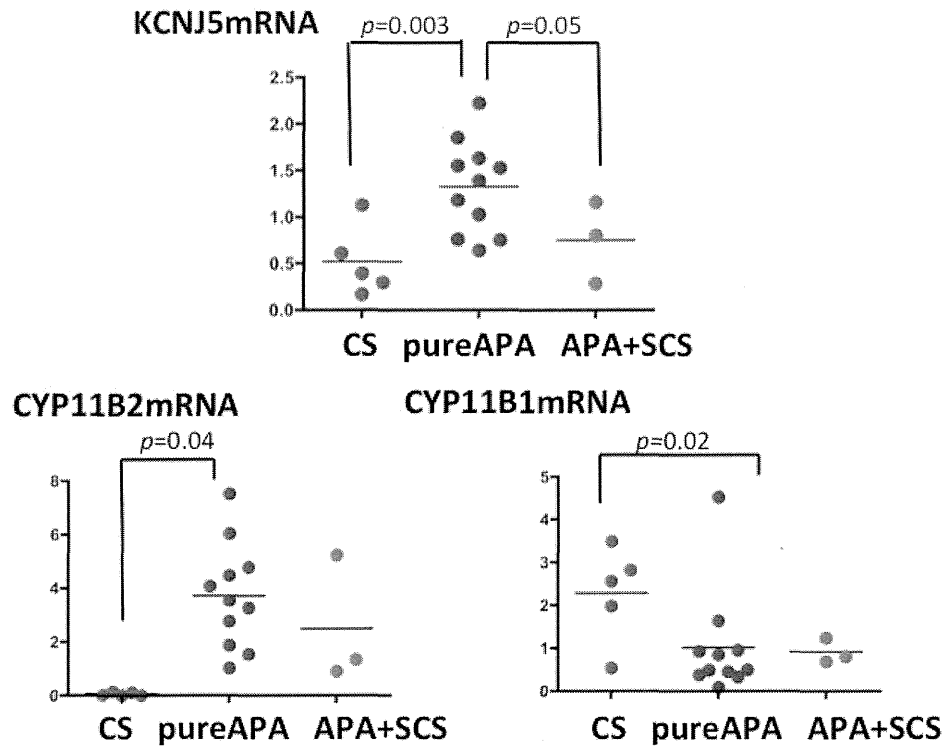 KCNJ5mRNA
p=0.003
p=0.05
2.5
2.0
1.5
1.0
0.5
0.0
CS pureAPA APA+SCS
CYP11B2mRNA
p=0.04
8
6
4
2
0
CS pureAPA APA+SCS
CYP11B1mRNA
p=0.02
5
4
3
2
1
0
CS pureAPA APA+SCS